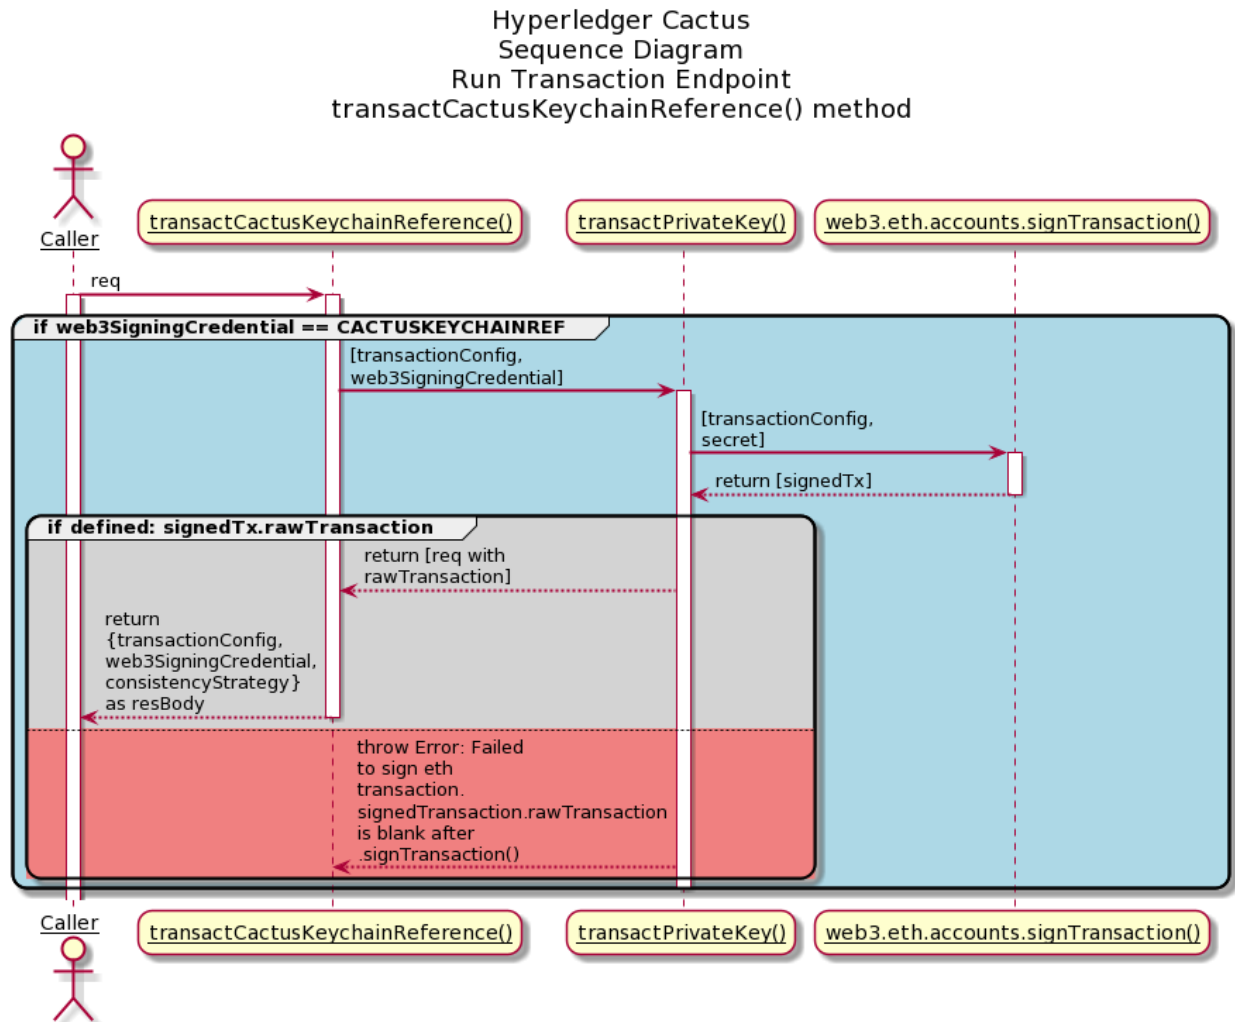 Hyperledger Cactus
Sequence Diagram
Run Transaction Endpoint
transactCactusKeychainReference() method
Caller
transactCactusKeychainReference()
transactPrivateKey()
web3.eth.accounts.signTransaction()
req
if web3SigningCredential == CACTUSKEYCHAINREF
[transactionConfig,
web3SigningCredential]
[transactionConfig,
secret]
return [signedTx]
if defined: signedTx.rawTransaction
return [req with
rawTransaction]
return
{transactionConfig,
web3SigningCredential,
consistencyStrategy}
as resBody
throw Error: Failed
to sign eth
transaction.
signedTransaction.rawTransaction
is blank after
.signTransaction()
Caller
transactCactusKeychainReference()
transactPrivateKey()
web3.eth.accounts.signTransaction()